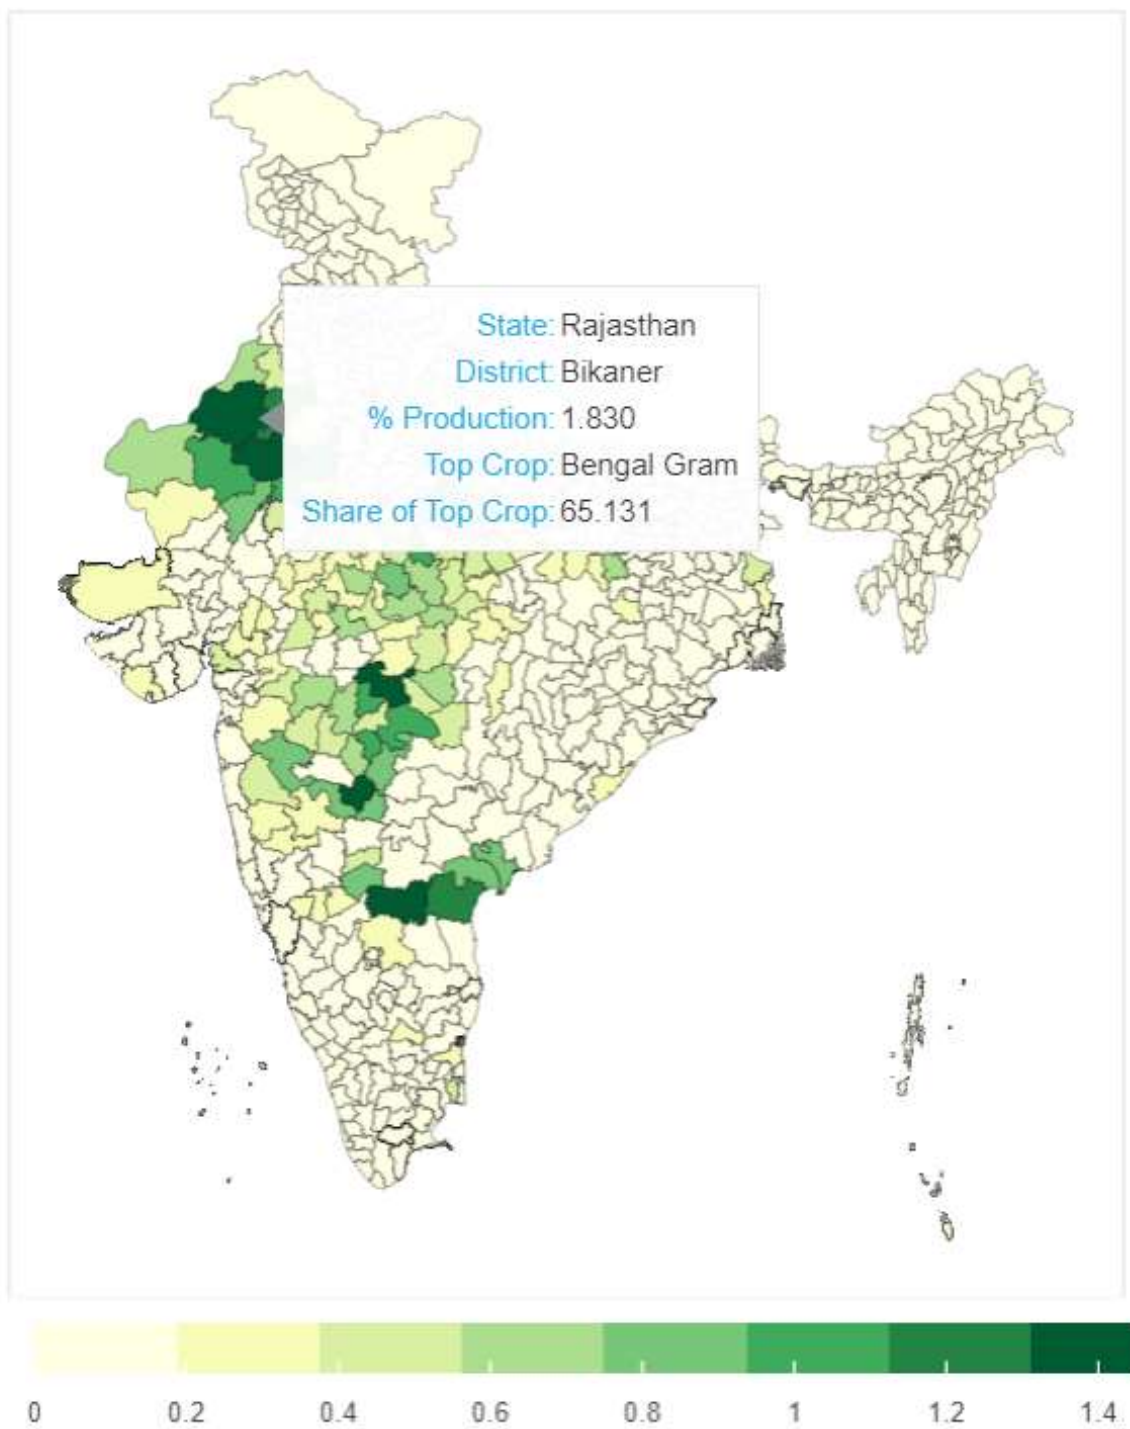 State: Rajasthan
District: Bikaner
% Production: 1.830
Top Crop: Bengal Gram
Share of Top Crop: 65.131
0 0.2 0.4 0.6 0.8 1 1.2 1.4